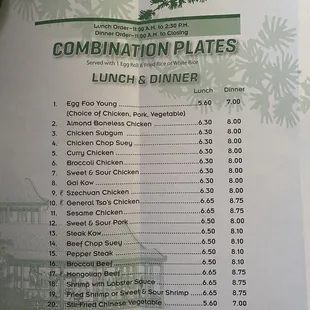 Lunch Order-11:00 A.M. to 2:30 P.M.
Dinner Order-11:00 A.M. to Closing
COMBINATION PLATES
Served with 1 Egg Roll & Fried Rice or White Rice
LUNCH & DINNER
Lunch Dinner
1. Egg Foo Young 5.60 7.00
(Choice of Chicken, Pork, Vegetable)
2. Almond Boneless Chicken 6.30 8.00
3. Chicken Subgum 6.30 8.00
4. Chicken Chop Suey 6.30 8.00
5. Curry Chicken 6.30 8.00
6. Broccoli Chicken 6.30 8.00
7. Sweet & Sour Chicken 6.30 8.00
8. Gai Kow 6.30 8.00
9. Szechuan Chicken 6.50 8.00
10. General Tso's Chicken 6.65 8.75
11. Sesame Chicken 6.65 8.75
12. Sweet & Sour Pork 6.50 8.00
13. Steak Kow 6.50 8.10
14. Beef Chop Suey 6.50 8.10
15. Pepper Steak 6.50 8.10
16. Broccoli Beef 6.50 8.10
17. Mongolian Beef 6.65 8.75
18. Shrimp with Lobster Sauce 6.65 8.75
19. Fried Shrimp or Sweet & Sour Shrimp 6.65 8.75
20. Stir-Fried Chinese Vegetable 5.60 7.00